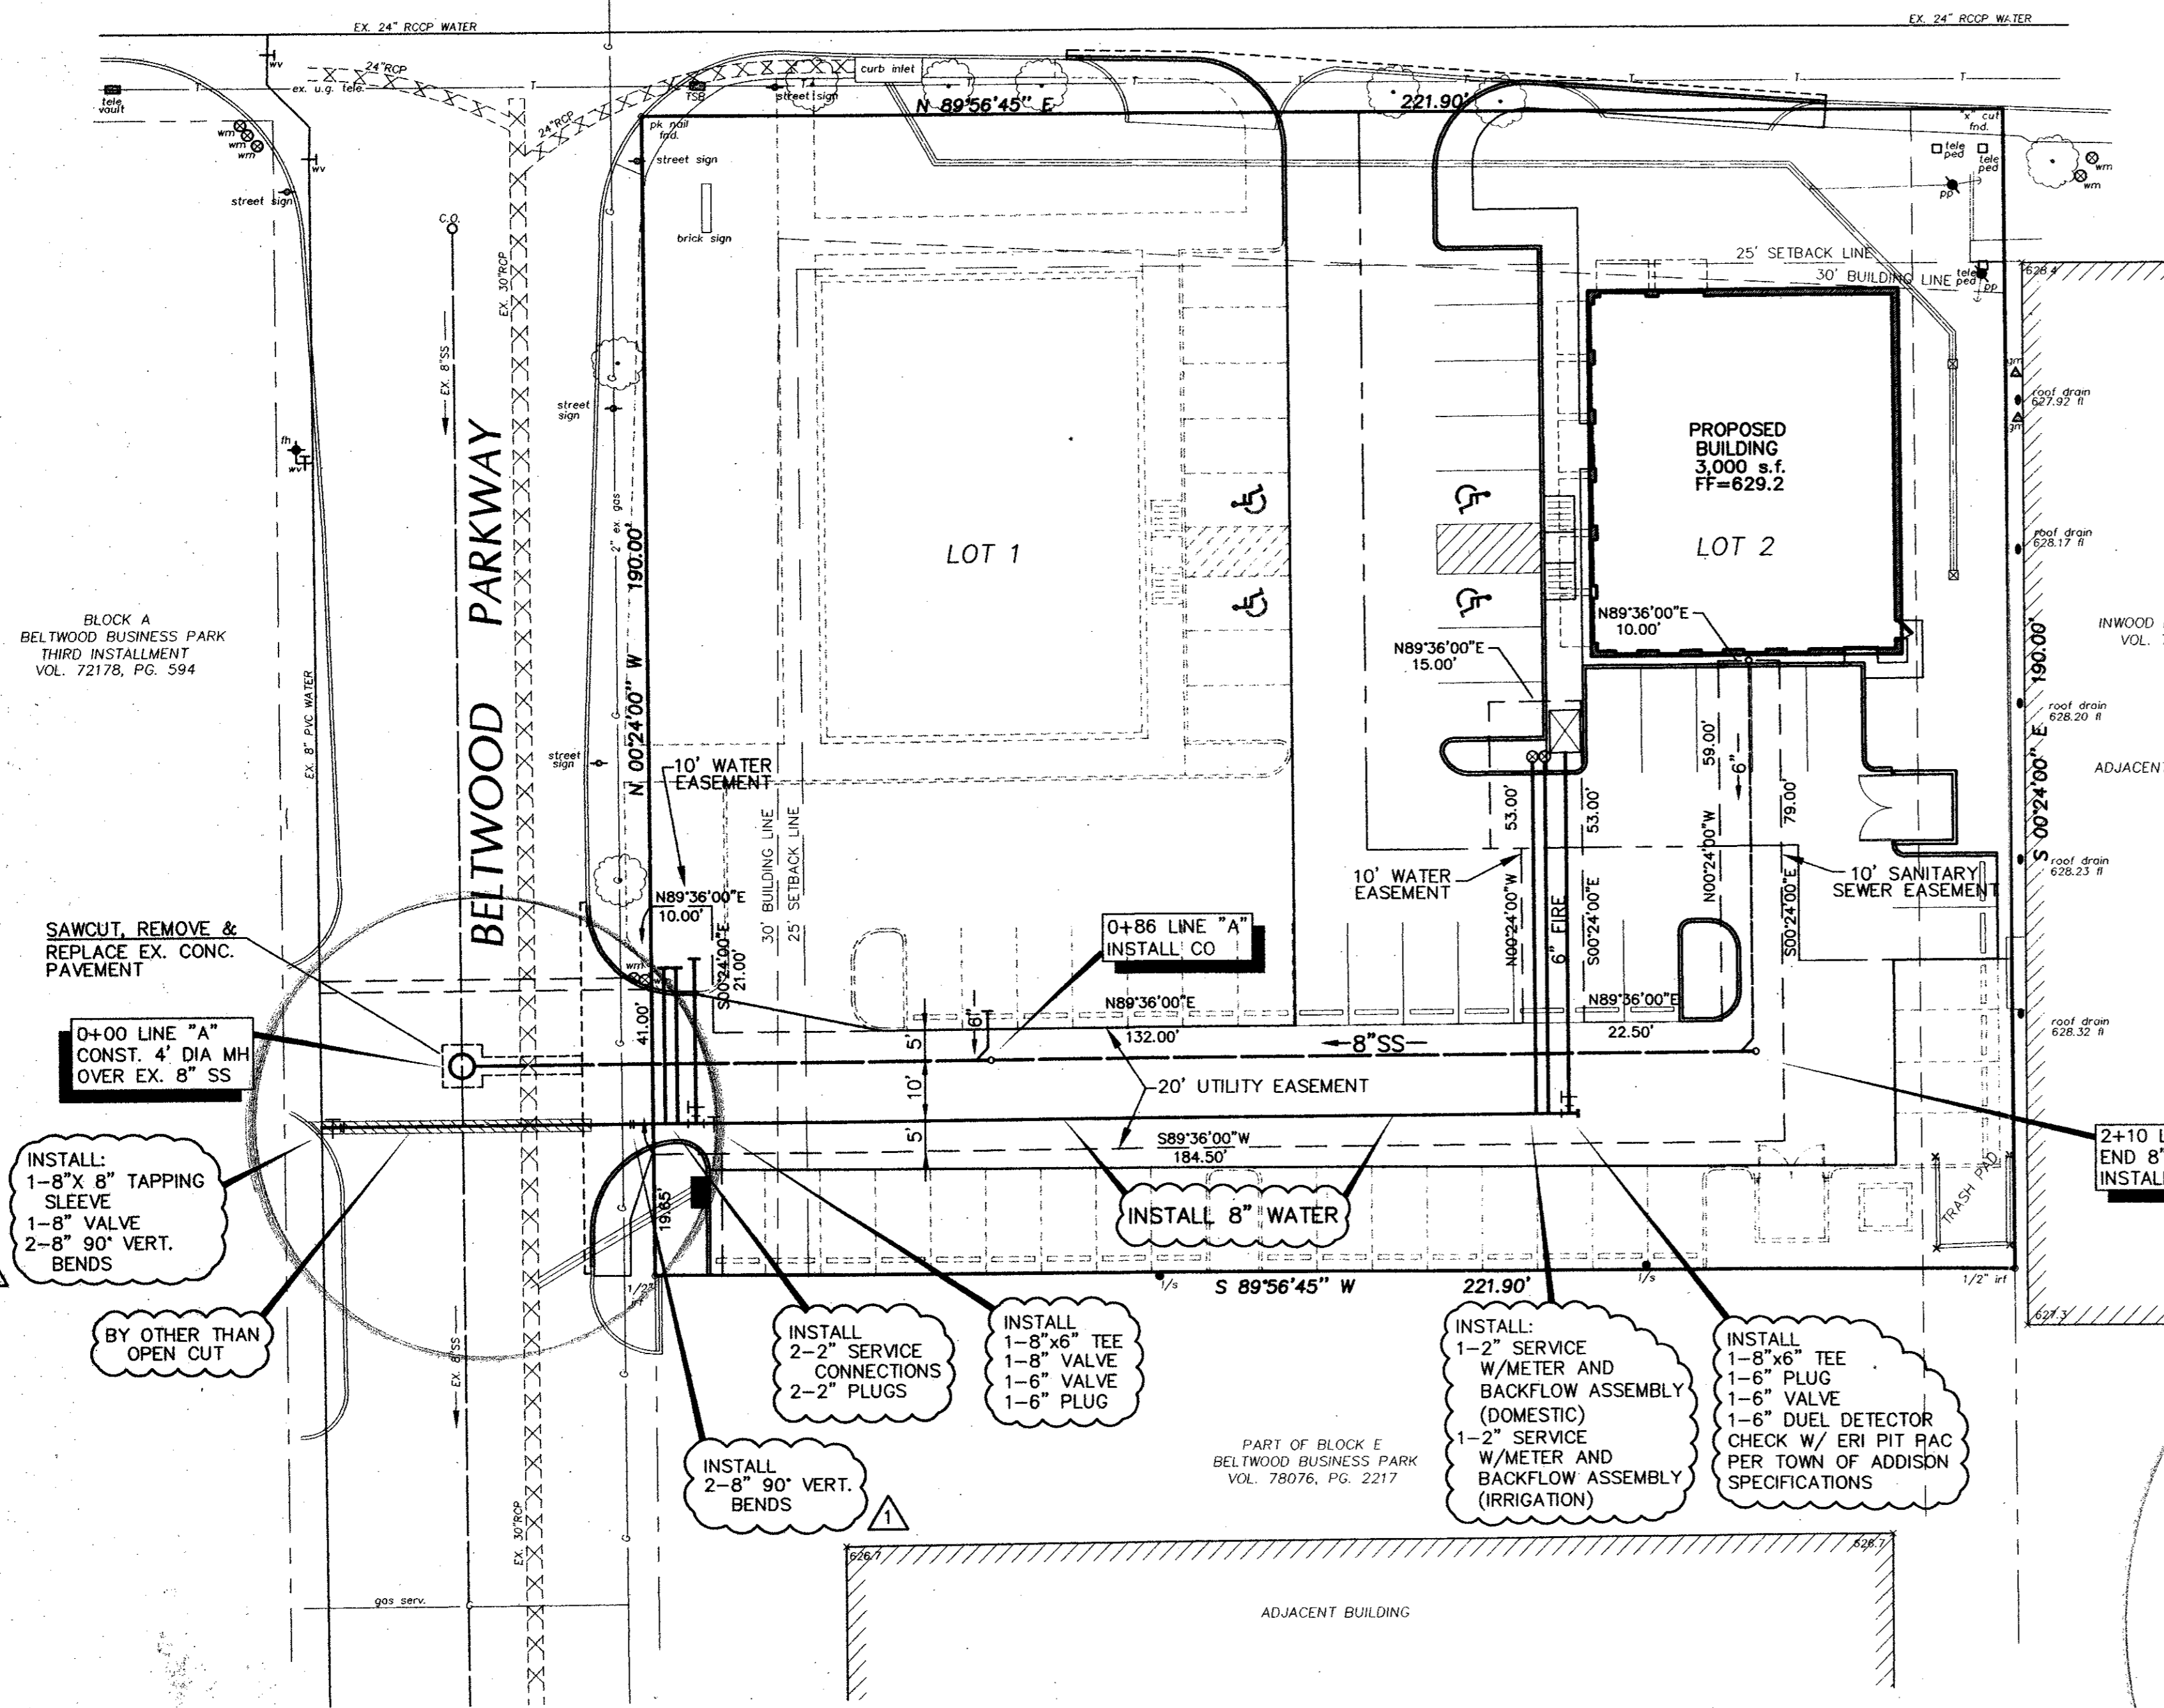 EX. 24" RCCP WATER
EX. 24" RCCP WATER
wv
24"RCP
ex. u.g. tele.
T
tele
vault
TSB
street sign
curb inlet
T
T
T
T
T
N 89°56'45" E
221.90'
24"RCP
pk nail
fnd.
"x" cut
fnd.
wm
wm
wm
wv
street sign
street sign
tele
ped
tele
ped
wm
wm
pp
street sign
C.O.
brick sign
EX. 30"RCP
25' SETBACK LINE
30' BUILDING LINE
tele
ped
pp
628.4
EX. 8"SS
gm
roof drain
627.92 fl
gm
street
sign
fh
wv
PROPOSED
BUILDING
3,000 s.f.
FF=629.2
2" ex. gas
BELTWOOD PARKWAY
N 00°24'00" W 190.00'
LOT 1
LOT 2
roof drain
628.17 fl
BLOCK A
BELTWOOD BUSINESS PARK
THIRD INSTALLMENT
VOL. 72178, PG. 594
N89°36'00"E
10.00'
N89°36'00"E
15.00'
INWOOD
VOL.
S 00°24'00" E 190.00'
EX. 8" PVC WATER
roof drain
628.20 fl
street
sign
10' WATER
EASEMENT
59.00'
6"
ADJACENT
53.00'
53.00'
79.00'
N00°24'00"W
30' BUILDING LINE
25' SETBACK LINE
10' WATER
EASEMENT
10' SANITARY
SEWER EASEMENT
roof drain
628.23 fl
N89°36'00"E
10.00'
SAWCUT, REMOVE &
REPLACE EX. CONC.
PAVEMENT
0+86 LINE "A"
INSTALL CO
N00°24'00"W
6" FIRE
S00°24'00"E
S00°24'00"E
wm
S00°24'00"E
21.00'
41.00'
N89°36'00"E
132.00'
N89°36'00"E
22.50'
roof drain
628.32 fl
0+00 LINE "A"
CONST. 4' DIA MH
OVER EX. 8" SS
6"
5'
8"SS
10'
20' UTILITY EASEMENT
5'
S89°36'00"W
184.50'
2+10 L
END 8"
INSTALL
INSTALL:
1-8"X 8" TAPPING
SLEEVE
1-8" VALVE
2-8" 90° VERT.
BENDS
19.65'
INSTALL 8" WATER
TRASH PAD
BY OTHER THAN
OPEN CUT
1/2"
l/s
S 89°56'45" W
221.90'
l/s
1/2" irf
627.3
INSTALL
2-2" SERVICE
CONNECTIONS
2-2" PLUGS
INSTALL
1-8"x6" TEE
1-8" VALVE
1-6" VALVE
1-6" PLUG
INSTALL:
1-2" SERVICE
W/METER AND
BACKFLOW ASSEMBLY
(DOMESTIC)
1-2" SERVICE
W/METER AND
BACKFLOW ASSEMBLY
(IRRIGATION)
INSTALL
1-8"x6" TEE
1-6" PLUG
1-6" VALVE
1-6" DUEL DETECTOR
CHECK W/ ERI PIT PAC
PER TOWN OF ADDISON
SPECIFICATIONS
EX. 8"SS
INSTALL
2-8" 90° VERT.
BENDS
1
PART OF BLOCK E
BELTWOOD BUSINESS PARK
VOL. 78076, PG. 2217
EX. 30"RCP
626.7
626.7
gas serv.
ADJACENT BUILDING